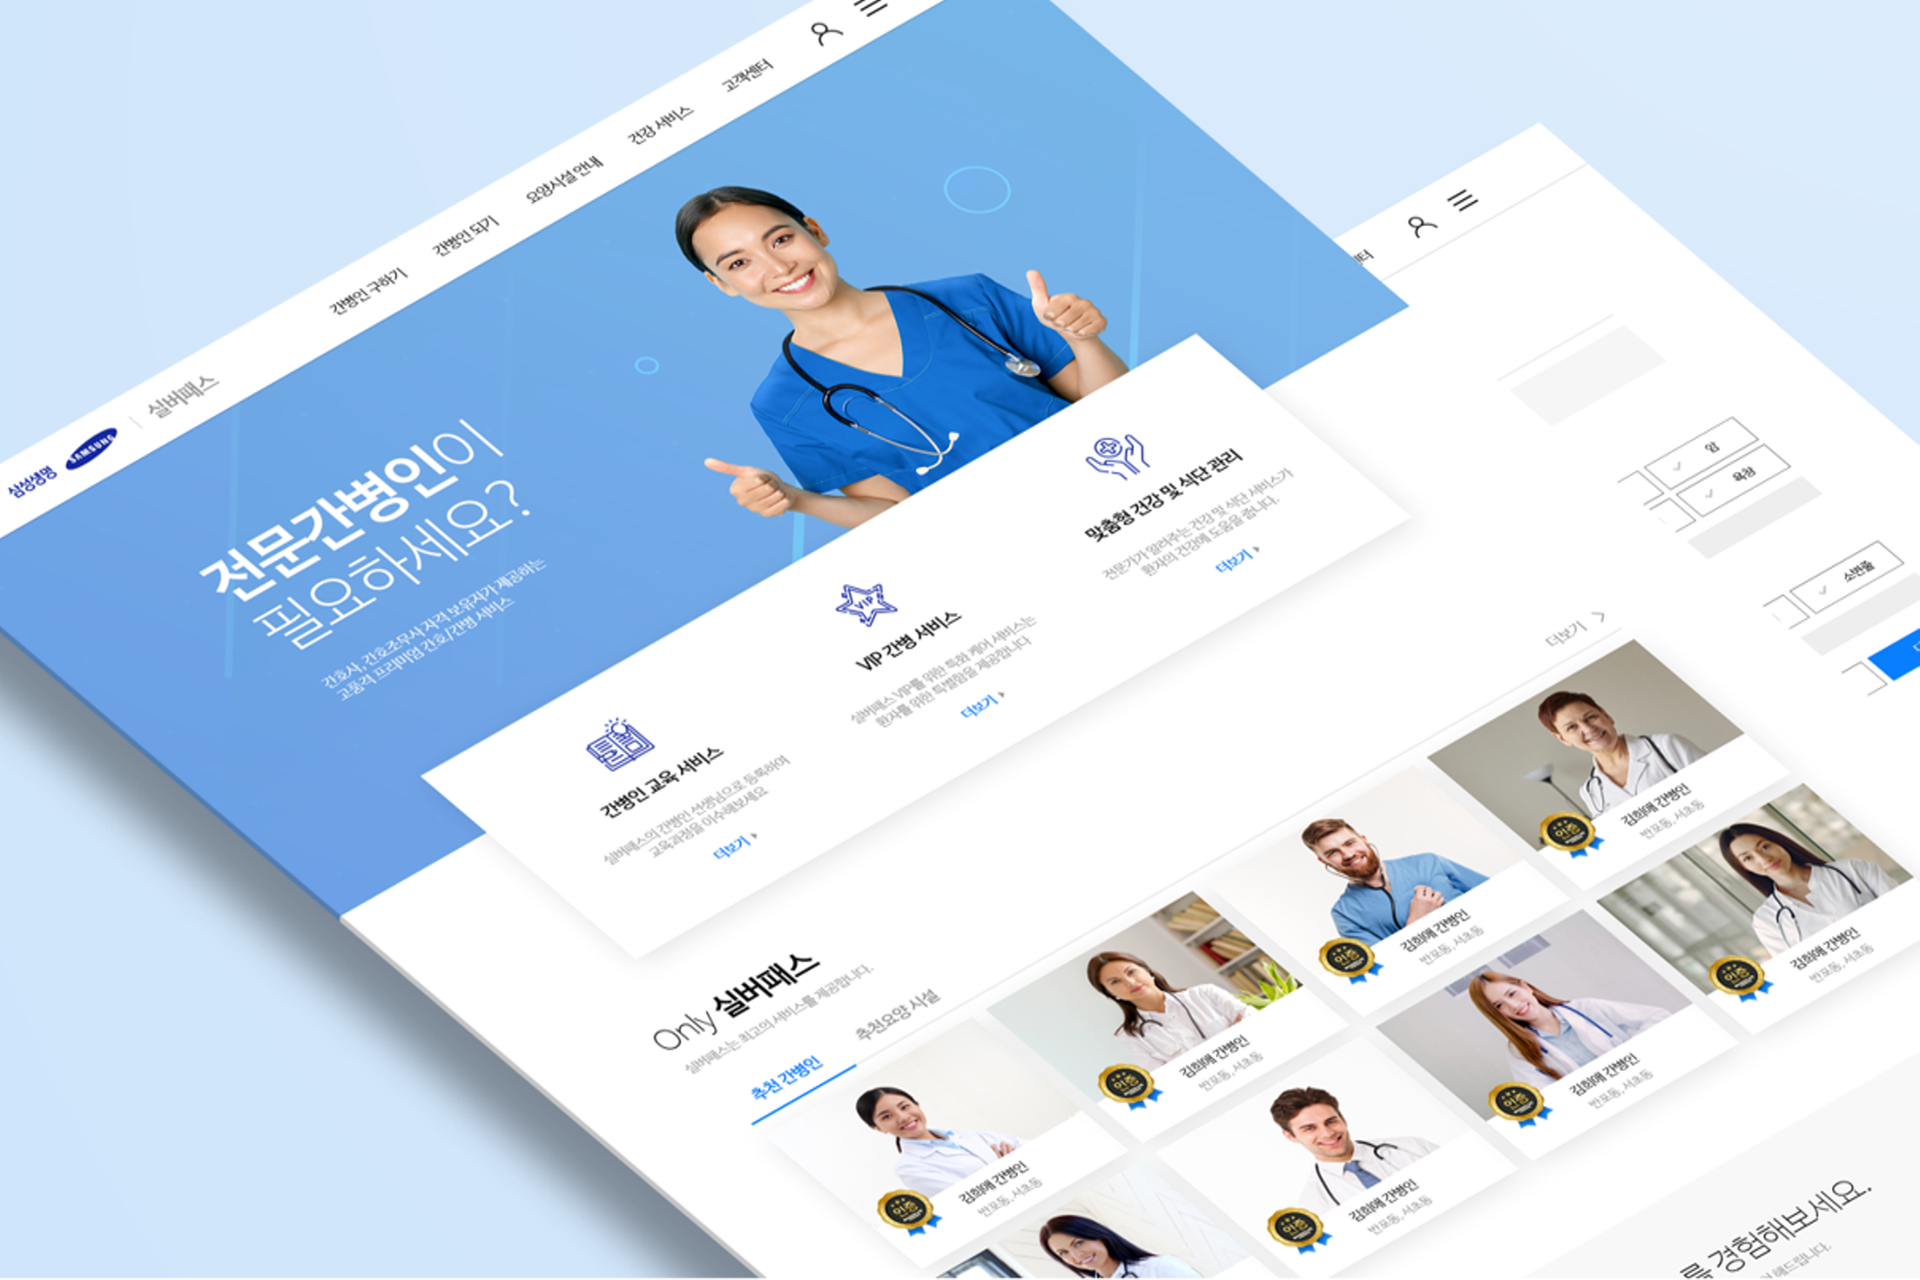 삼성생명 SAMSUNG 실버패스
간병인 구하기
간병인 되기
요양시설 안내
건강 서비스
고객센터
전문간병인이
필요하세요?
간호사, 간호조무사 자격 보유자가 제공하는
고품격 프리미엄 간호/간병 서비스
간병인 교육 서비스
실버패스의 간병인 선생님으로 등록하여
교육과정을 이수해보세요
더보기
VIP
VIP 간병 서비스
실버패스 VIP를 위한 특화 케어 서비스는
환자를 위한 특별함을 제공합니다
더보기
맞춤형 건강 및 식단 관리
전문가가 알려주는 건강 및 식단 서비스가
환자의 건강에 도움을 줍니다.
더보기
Only 실버패스
실버패스는 최고의 서비스를 제공합니다.
추천 간병인
추천요양 시설
더보기
인증
김희애 간병인
반포동, 서초동
인증
김희애 간병인
반포동, 서초동
인증
김희애 간병인
반포동, 서초동
인증
김희애 간병인
반포동, 서초동
인증
김희애 간병인
반포동, 서초동
인증
김희애 간병인
반포동, 서초동
인증
김희애 간병인
반포동, 서초동
를 경험해보세요.
해드립니다.
센터
암
욕창
소변줄